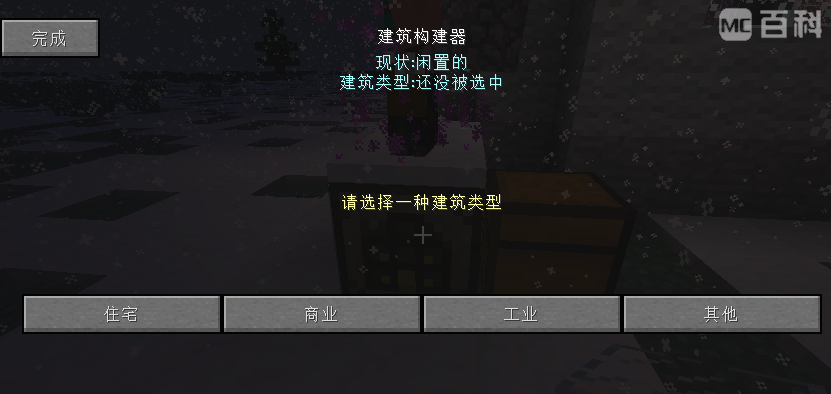 MC百科
完成
建筑构建器
现状:闲置的
建筑类型:还没被选中
请选择一种建筑类型
住宅
商业
工业
其他